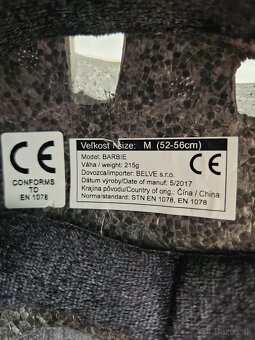 Veľkosť / size: M (52-56cm)
Model: BARBIE
Váha / weight: 215g
Dovozca/importer: BELVE s.r.o.
Dátum výroby/Date of manuf: 5/2017
Krajina pôvodu/Country of orig.: Čína / China
Norma/standard: STN EN 1078, EN 1078
CE
CE
CONFORMS
TO
EN 1078